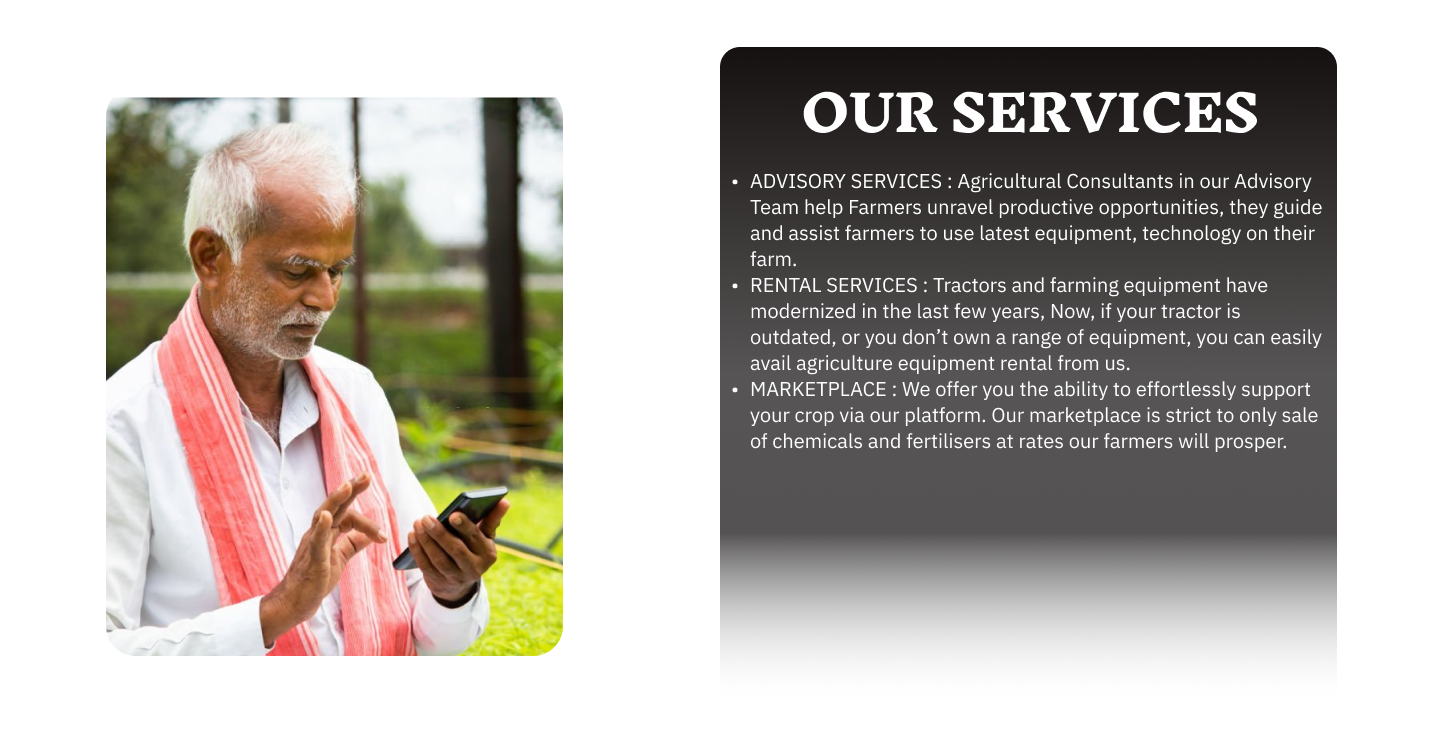 OUR SERVICES
• ADVISORY SERVICES : Agricultural Consultants in our Advisory
Team help Farmers unravel productive opportunities, they guide
and assist farmers to use latest equipment, technology on their
farm.
• RENTAL SERVICES : Tractors and farming equipment have
modernized in the last few years, Now, if your tractor is
outdated, or you don’t own a range of equipment, you can easily
avail agriculture equipment rental from us.
• MARKETPLACE : We offer you the ability to effortlessly support
your crop via our platform. Our marketplace is strict to only sale
of chemicals and fertilisers at rates our farmers will prosper.